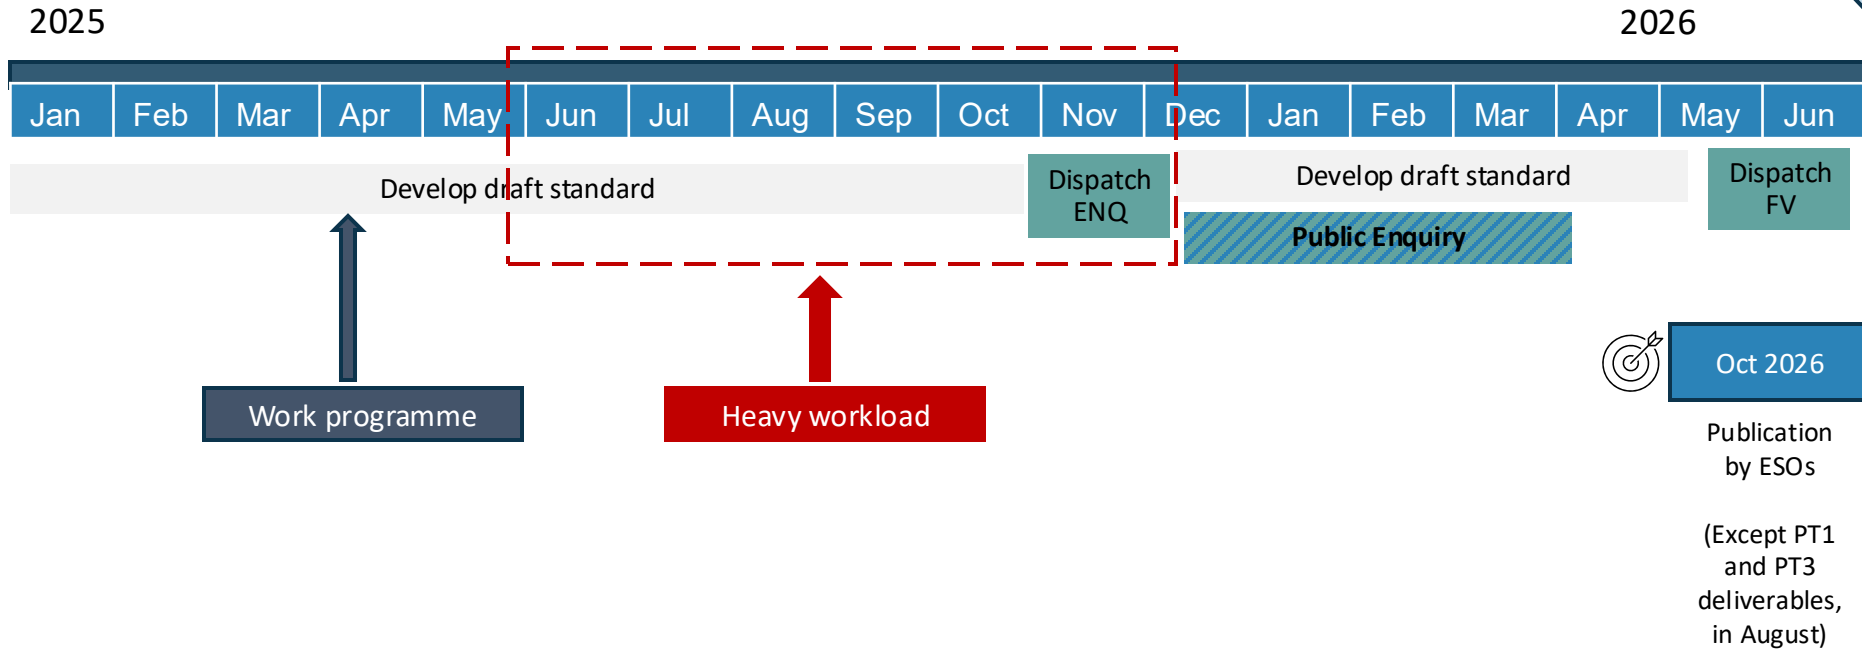 2025
2026
Jan Feb Mar Apr May Jun Jul Aug Sep Oct Nov Dec Jan Feb Mar Apr May Jun
Develop draft standard
Dispatch
ENQ
Develop draft standard
Dispatch
FV
Public Enquiry
Work programme
Heavy workload
Oct 2026
Publication
by ESOs
(Except PT1
and PT3
deliverables,
in August)